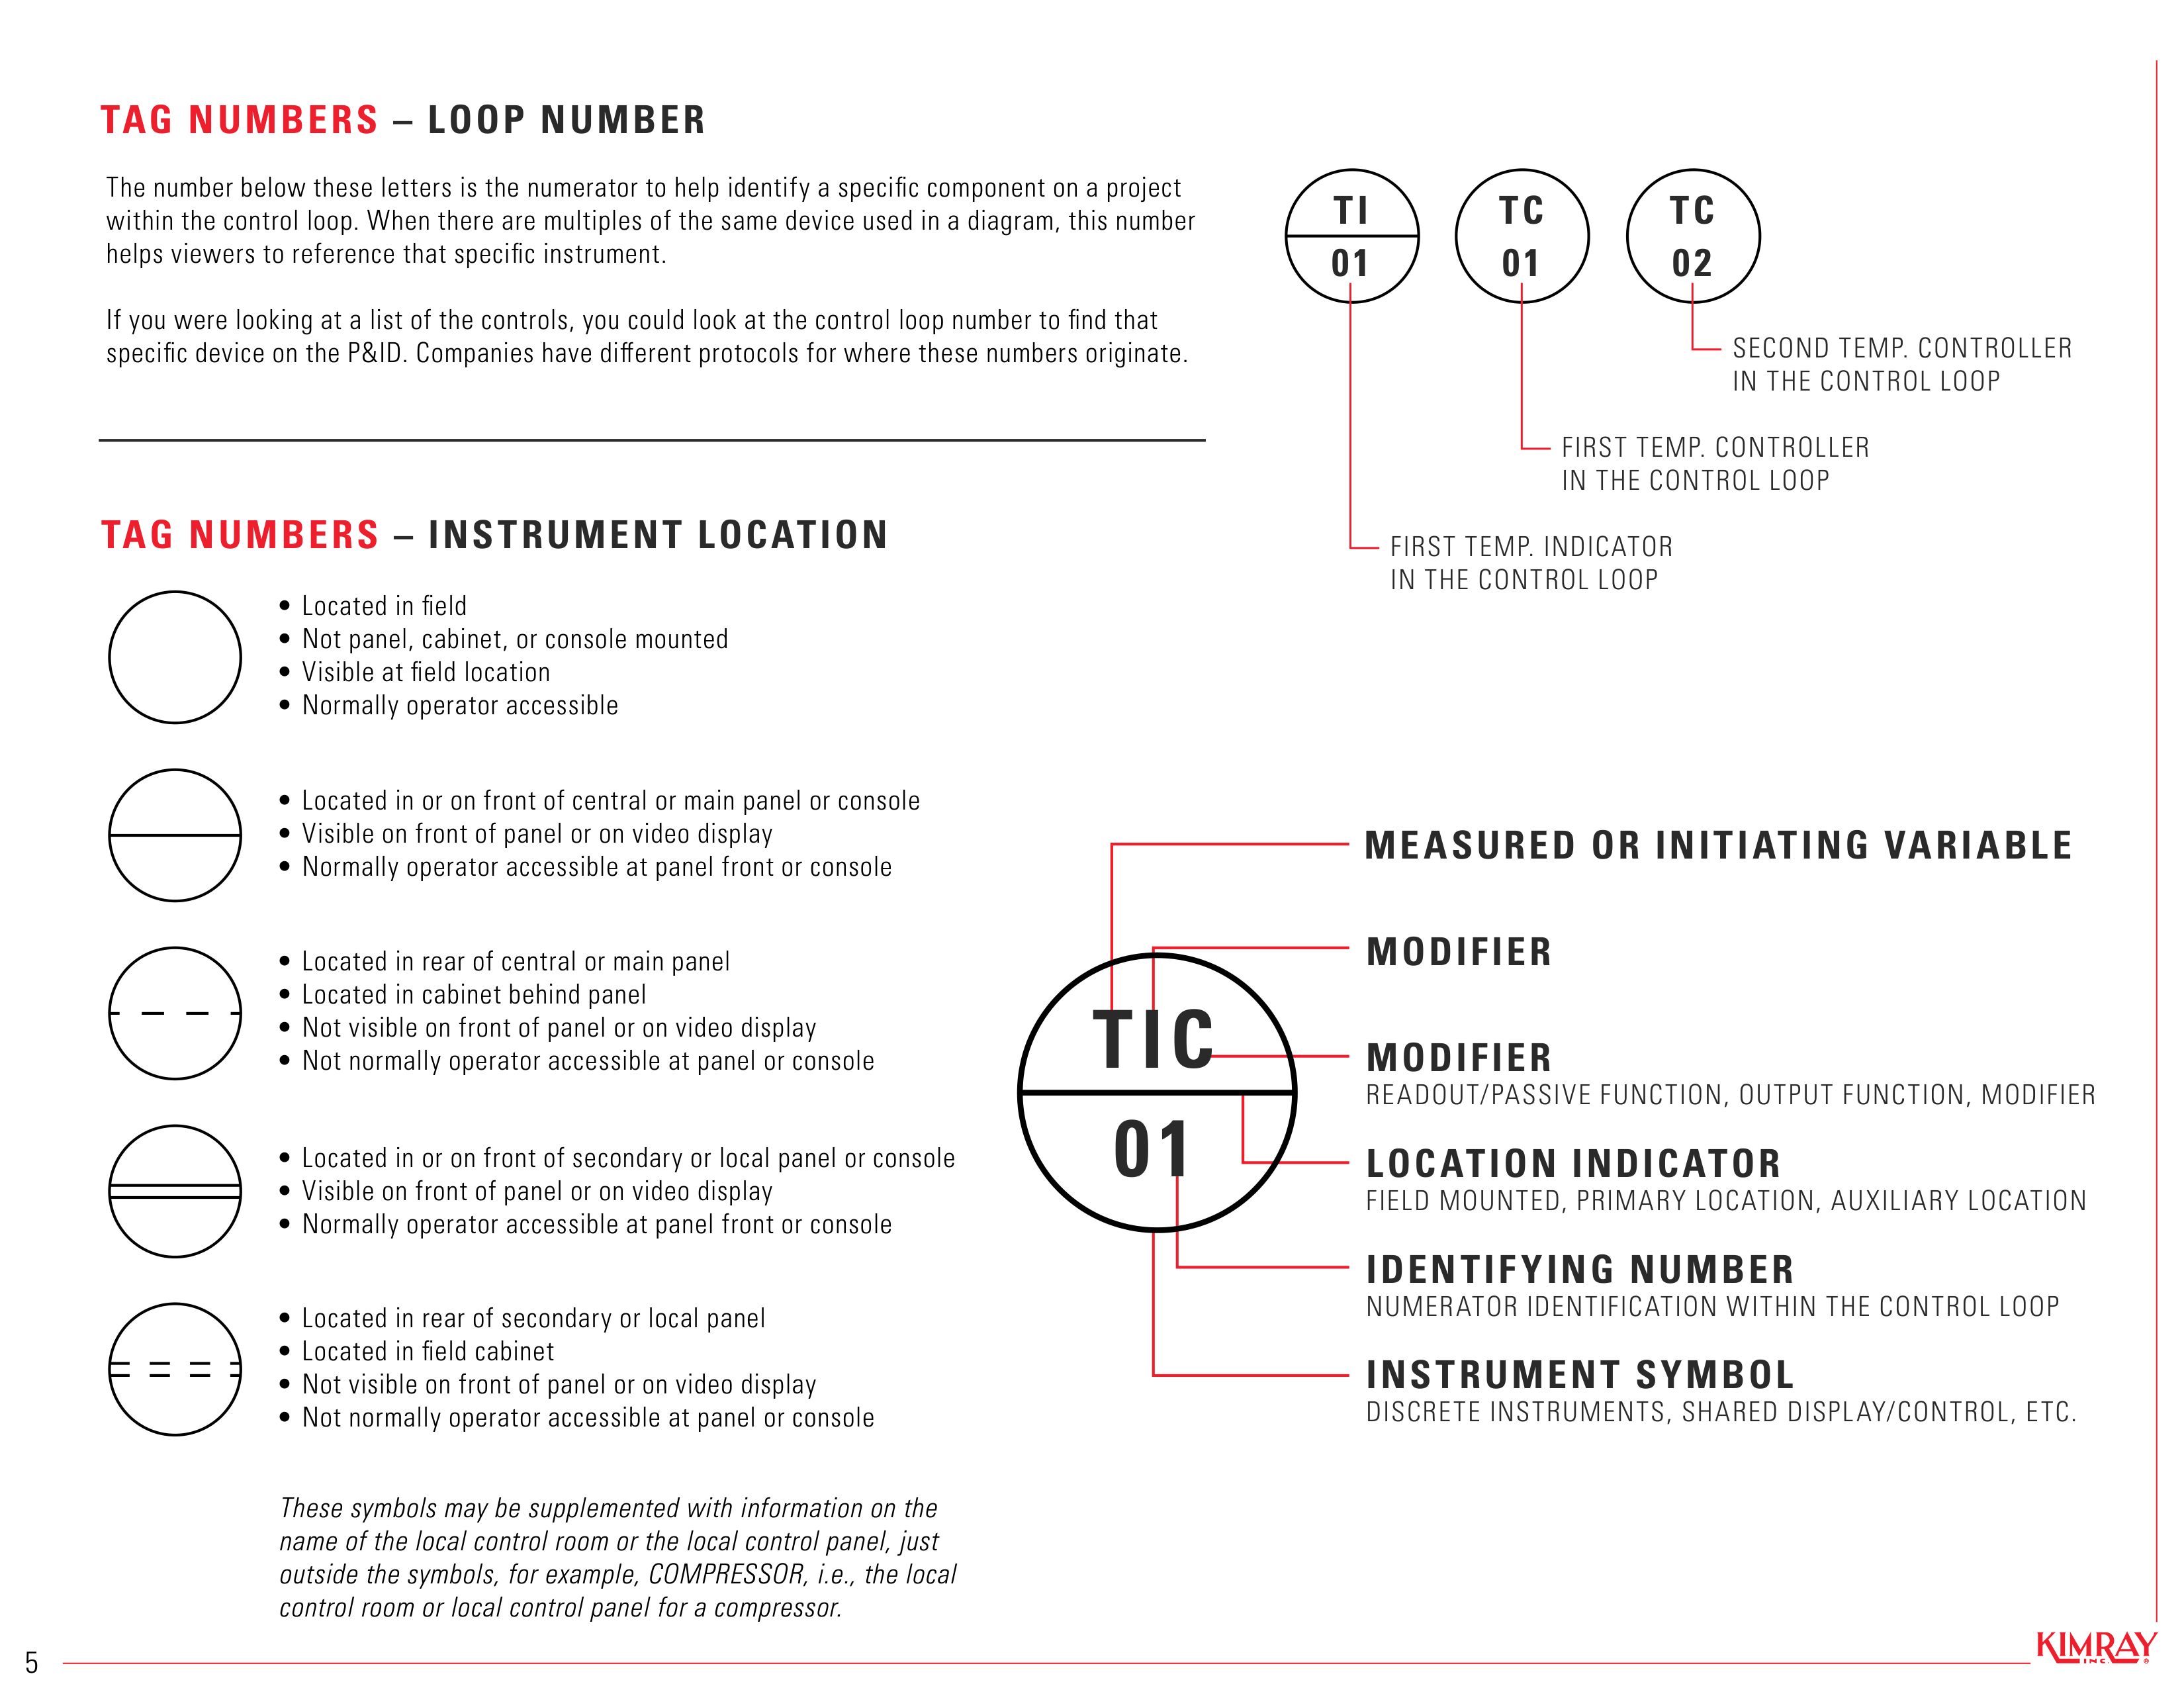 TAG NUMBERS – LOOP NUMBER
The number below these letters is the numerator to help identify a specific component on a project
within the control loop. When there are multiples of the same device used in a diagram, this number
helps viewers to reference that specific instrument.
If you were looking at a list of the controls, you could look at the control loop number to find that
specific device on the P&ID. Companies have different protocols for where these numbers originate.
TI
01
TC
01
TC
02
SECOND TEMP. CONTROLLER
IN THE CONTROL LOOP
FIRST TEMP. CONTROLLER
IN THE CONTROL LOOP
FIRST TEMP. INDICATOR
IN THE CONTROL LOOP
TAG NUMBERS – INSTRUMENT LOCATION
• Located in field
• Not panel, cabinet, or console mounted
• Visible at field location
• Normally operator accessible
• Located in or on front of central or main panel or console
• Visible on front of panel or on video display
• Normally operator accessible at panel front or console
• Located in rear of central or main panel
• Located in cabinet behind panel
• Not visible on front of panel or on video display
• Not normally operator accessible at panel or console
• Located in or on front of secondary or local panel or console
• Visible on front of panel or on video display
• Normally operator accessible at panel front or console
• Located in rear of secondary or local panel
• Located in field cabinet
• Not visible on front of panel or on video display
• Not normally operator accessible at panel or console
These symbols may be supplemented with information on the
name of the local control room or the local control panel, just
outside the symbols, for example, COMPRESSOR, i.e., the local
control room or local control panel for a compressor.
TIC
01
MEASURED OR INITIATING VARIABLE
MODIFIER
MODIFIER
READOUT/PASSIVE FUNCTION, OUTPUT FUNCTION, MODIFIER
LOCATION INDICATOR
FIELD MOUNTED, PRIMARY LOCATION, AUXILIARY LOCATION
IDENTIFYING NUMBER
NUMERATOR IDENTIFICATION WITHIN THE CONTROL LOOP
INSTRUMENT SYMBOL
DISCRETE INSTRUMENTS, SHARED DISPLAY/CONTROL, ETC.
5
KIMRAY
INC.®